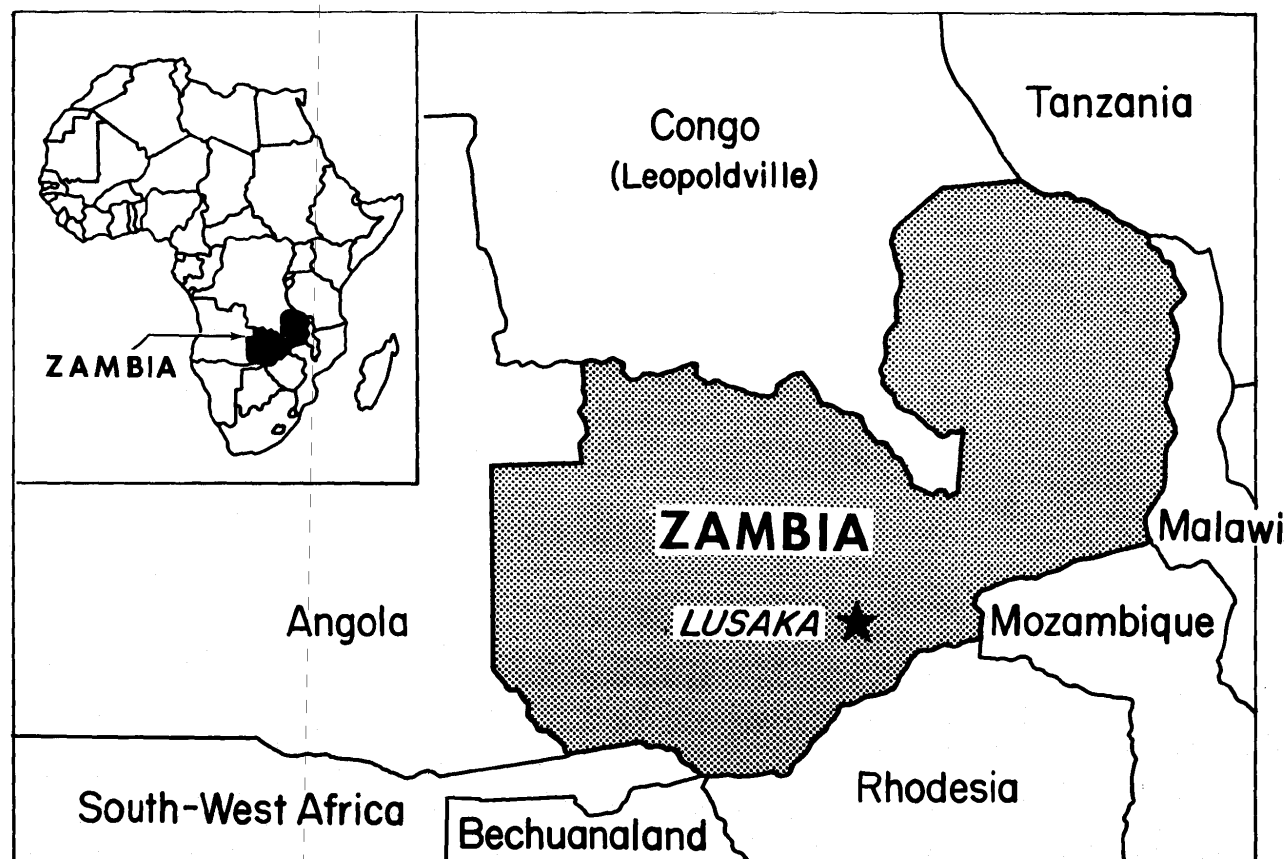 ZAMBIA
Congo
(Leopoldville)
Tanzania
ZAMBIA
LUSAKA
Malawi
Angola
Mozambique
South-West Africa
Bechuanaland
Rhodesia